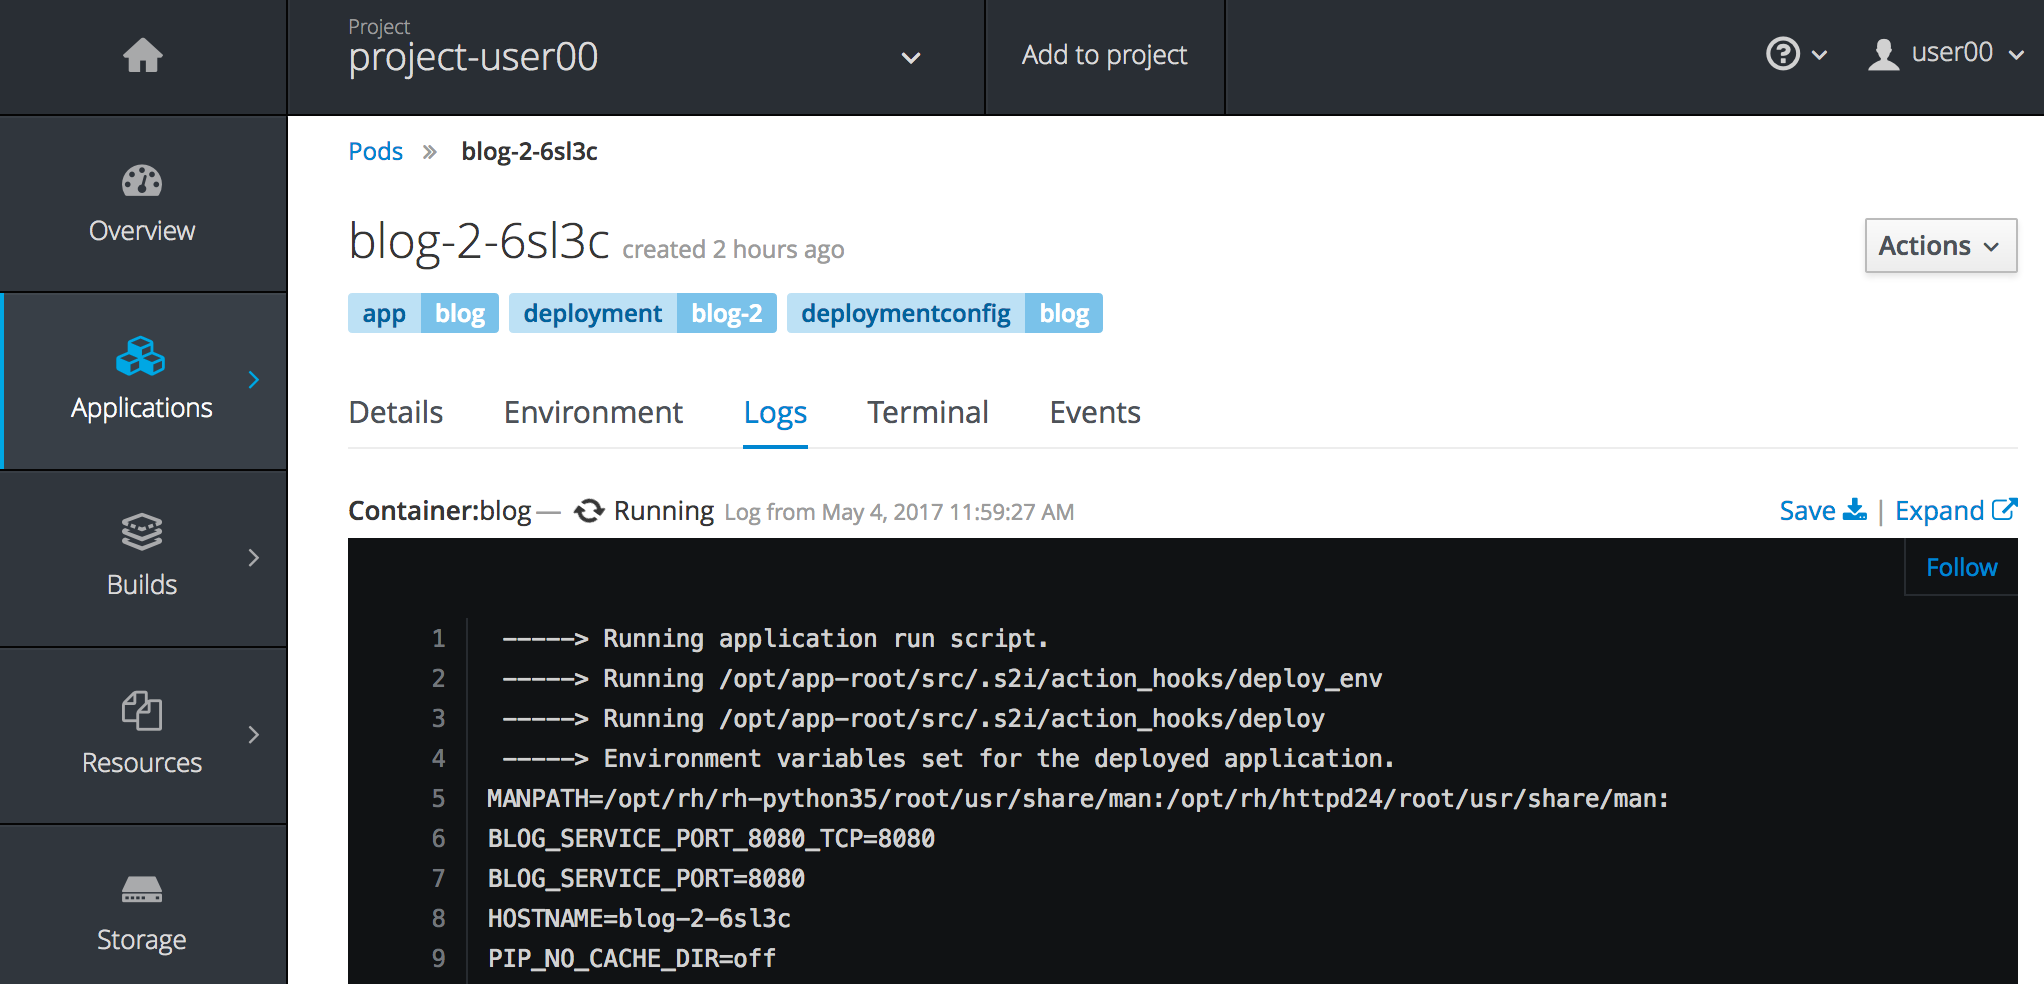 Project
project-user00
Add to project
user00
Overview
Applications
Builds
Resources
Storage
Pods » blog-2-6sl3c
blog-2-6sl3c created 2 hours ago
Actions
app blog deployment blog-2 deploymentconfig blog
Details Environment Logs Terminal Events
Container:blog — Running Log from May 4, 2017 11:59:27 AM
Save | Expand
Follow
1 -----> Running application run script.
2 -----> Running /opt/app-root/src/.s2i/action_hooks/deploy_env
3 -----> Running /opt/app-root/src/.s2i/action_hooks/deploy
4 -----> Environment variables set for the deployed application.
5 MANPATH=/opt/rh/rh-python35/root/usr/share/man:/opt/rh/httpd24/root/usr/share/man:
6 BLOG_SERVICE_PORT_8080_TCP=8080
7 BLOG_SERVICE_PORT=8080
8 HOSTNAME=blog-2-6sl3c
9 PIP_NO_CACHE_DIR=off